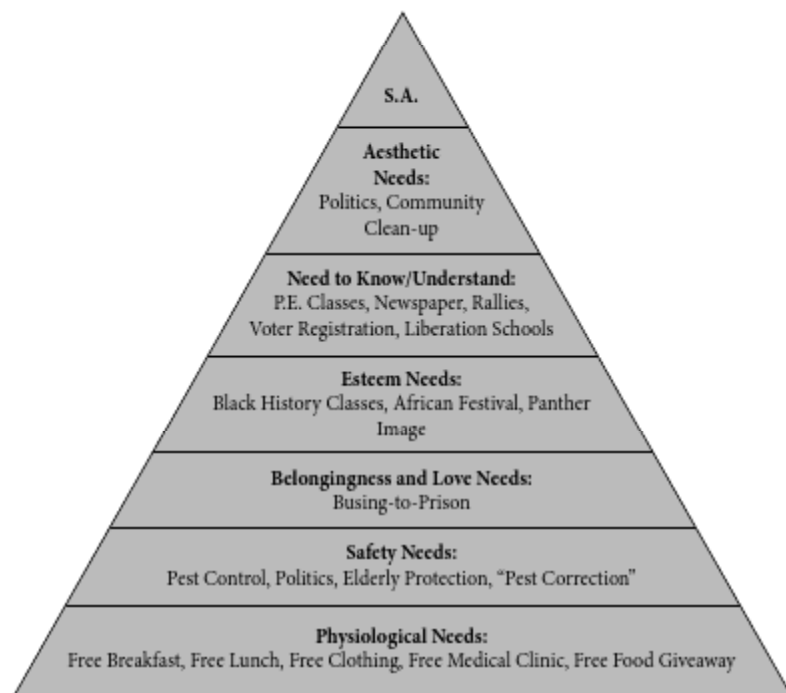 S.A.
Aesthetic
Needs:
Politics, Community
Clean-up
Need to Know/Understand:
P.E. Classes, Newspaper, Rallies,
Voter Registration, Liberation Schools
Esteem Needs:
Black History Classes, African Festival, Panther
Image
Belongingness and Love Needs:
Busing-to-Prison
Safety Needs:
Pest Control, Politics, Elderly Protection, “Pest Correction”
Physiological Needs:
Free Breakfast, Free Lunch, Free Clothing, Free Medical Clinic, Free Food Giveaway